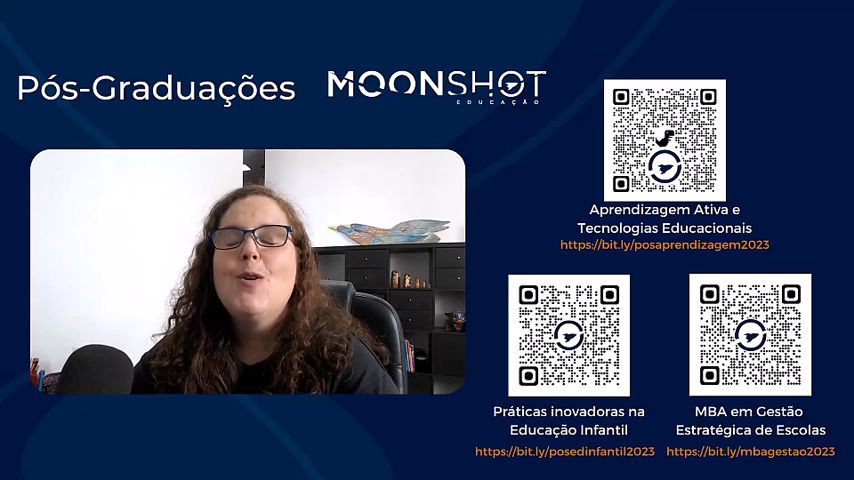 Pós-Graduações
MOONSHOT
EDUCAÇÃO
Aprendizagem Ativa e
Tecnologias Educacionais
https://bit.ly/posaprendizagem2023
Práticas inovadoras na
Educação Infantil
https://bit.ly/posedinfantil2023
MBA em Gestão
Estratégica de Escolas
https://bit.ly/mbagestao2023